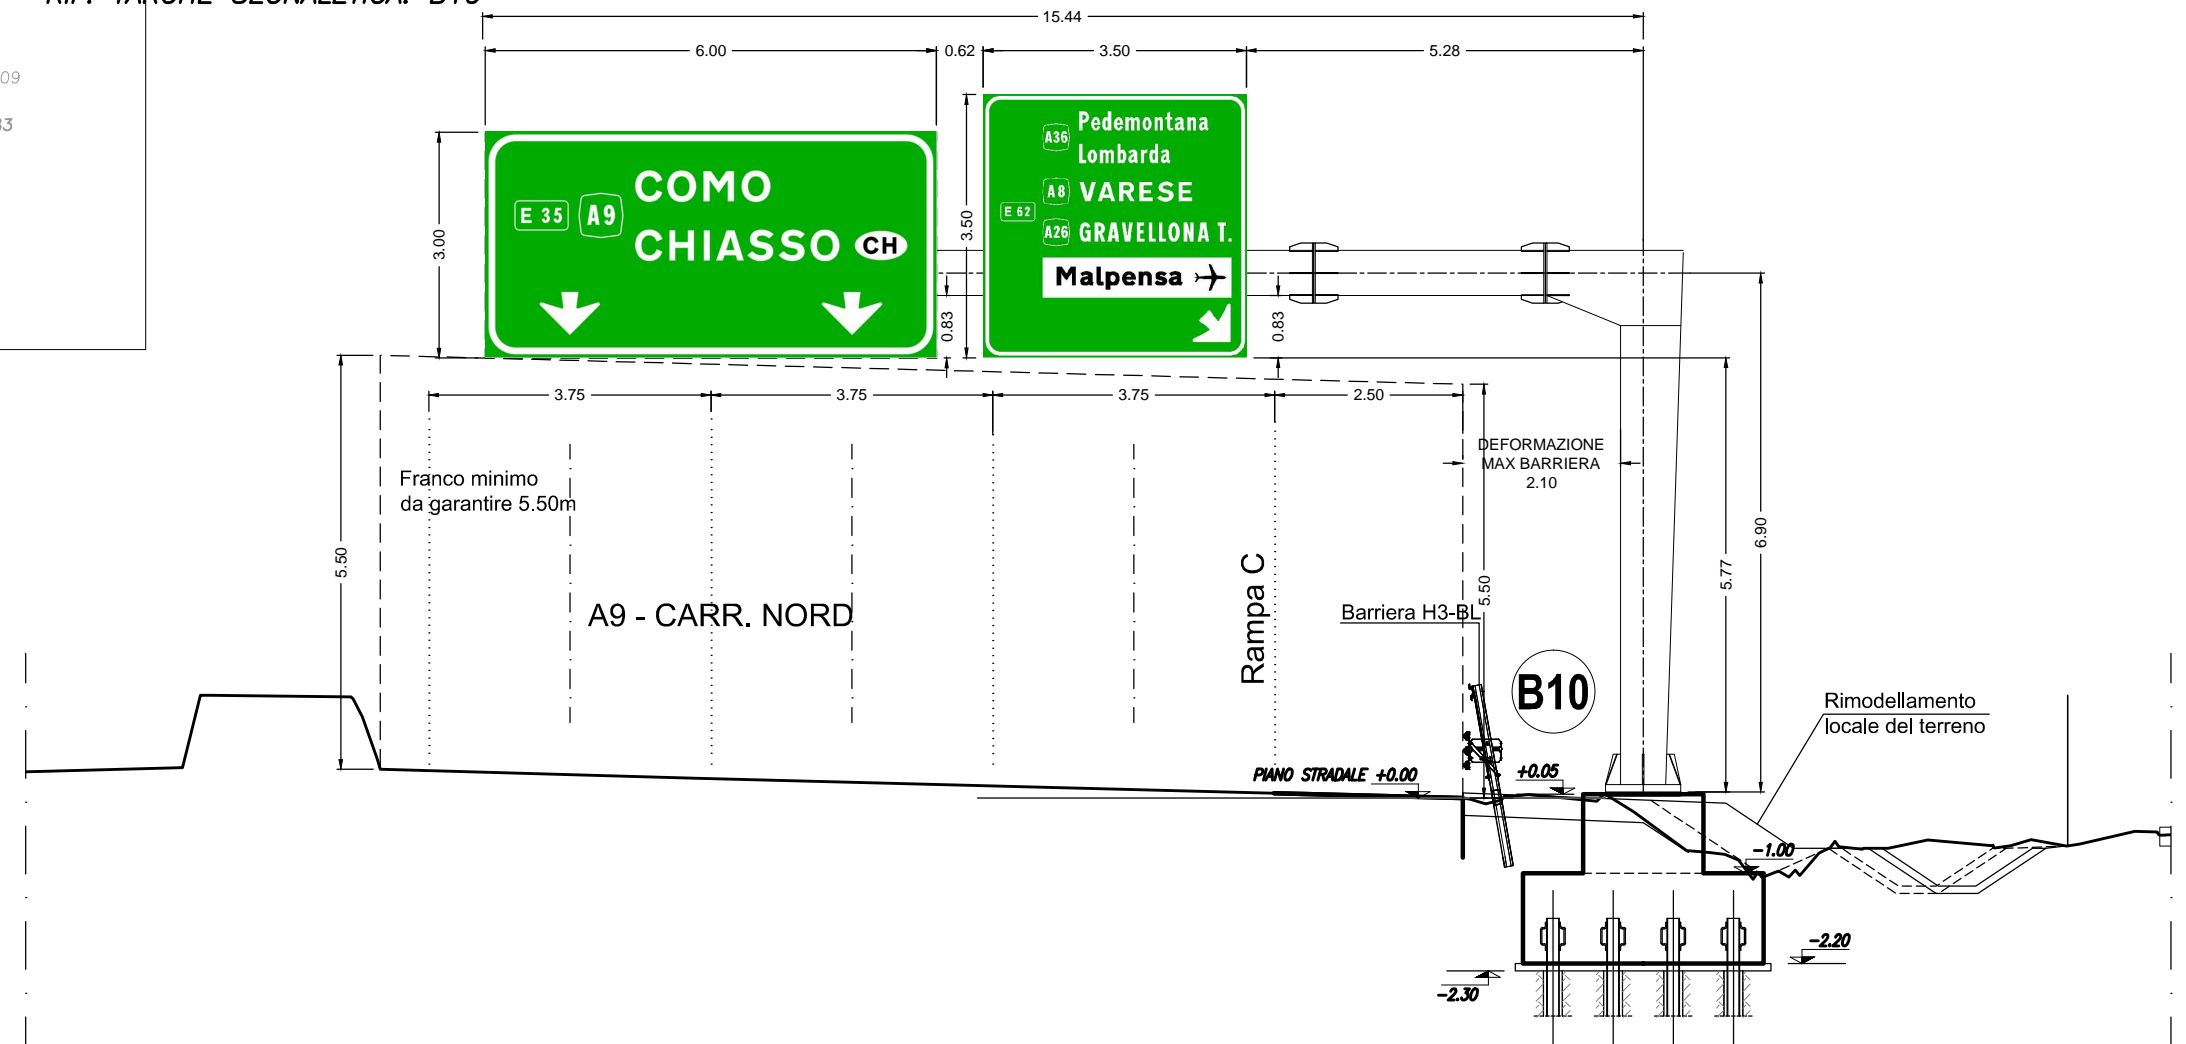 15.44
6.00
0.62
3.50
5.28
3.00
E 35
A9
COMO
CHIASSO CH
3.50
A36 Pedemontana
Lombarda
A8 VARESE
E 62
A26 GRAVELLONA T.
Malpensa
0.83
0.83
3.75
3.75
3.75
2.50
Franco minimo
da garantire 5.50m
DEFORMAZIONE
MAX BARRIERA
2.10
5.50
5.50
5.77
6.90
A9 - CARR. NORD
Rampa C
Barriera H3-BL
B10
Rimodellamento
locale del terreno
PIANO STRADALE +0.00
+0.05
-1.00
-2.20
-2.30